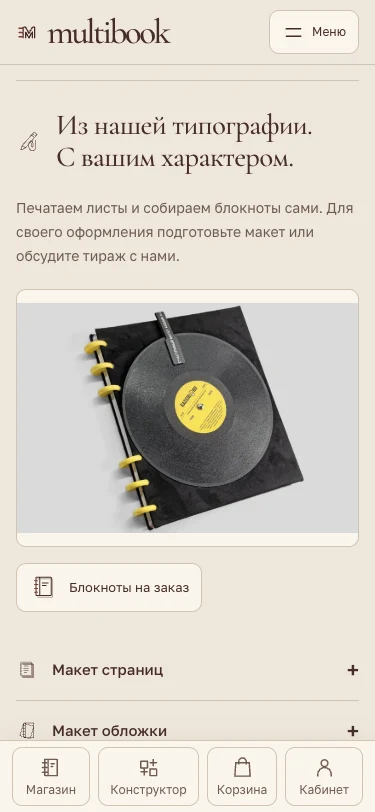 multibook
Меню
Из нашей типографии.
С вашим характером.
Печатаем листы и собираем блокноты сами. Для
своего оформления подготовьте макет или
обсудите тираж с нами.
Блокноты на заказ
Макет страниц
Макет обложки
Магазин
Конструктор
Корзина
Кабинет